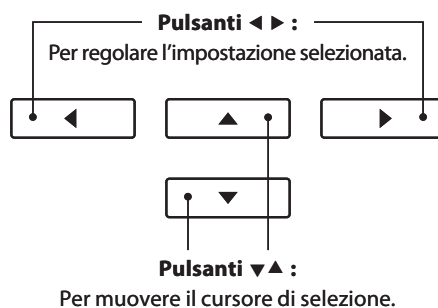 Pulsanti ◀ ▶ :
Per regolare l’impostazione selezionata.
◀ ▲ ▶
▼
Pulsanti ▼▲ :
Per muovere il cursore di selezione.